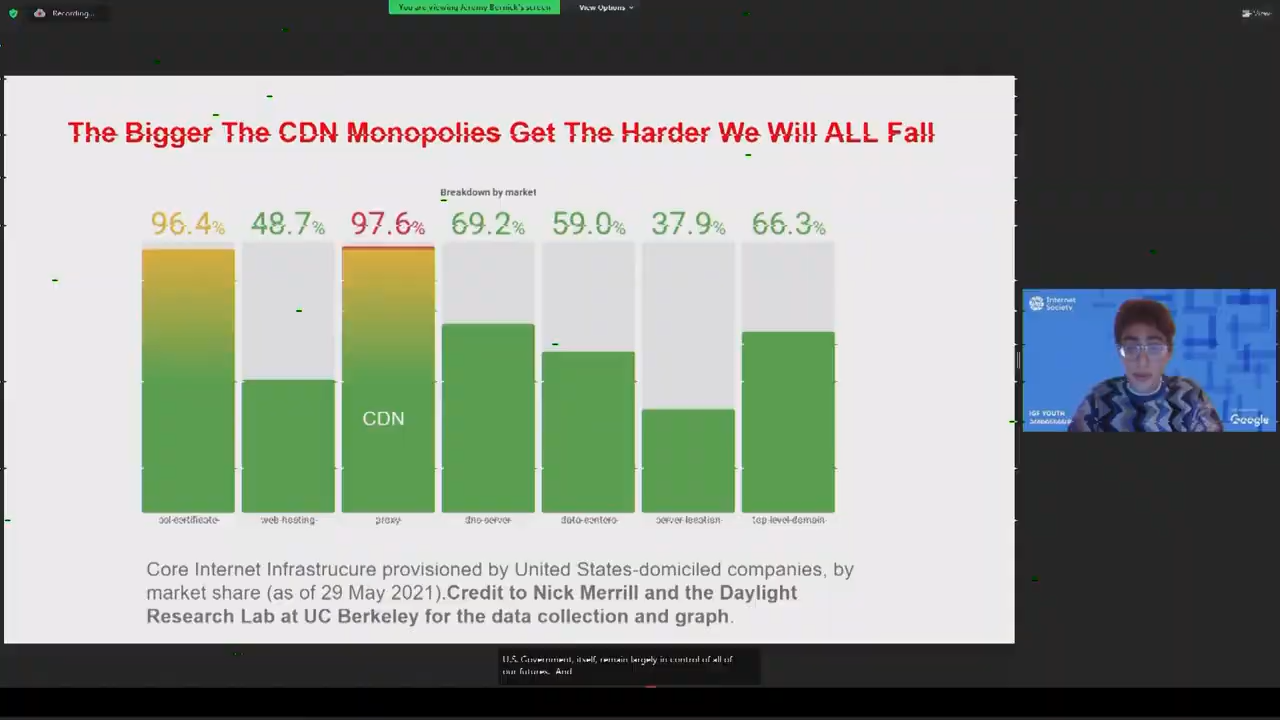 Recording...
You are viewing Jeremy Bernick's screen
View Options
View
The Bigger The CDN Monopolies Get The Harder We Will ALL Fall
Breakdown by market
96.4% 48.7% 97.6% 69.2% 59.0% 37.9% 66.3%
CDN
ssl-certificate web-hosting proxy dns-server data-centers server-location top-level-domain
Core Internet Infrastrucure provisioned by United States-domiciled companies, by
market share (as of 29 May 2021).Credit to Nick Merrill and the Daylight
Research Lab at UC Berkeley for the data collection and graph.
Internet
Society
IGF YOUTH
Google
U.S. Government, itself, remain largely in control of all of
our futures. And